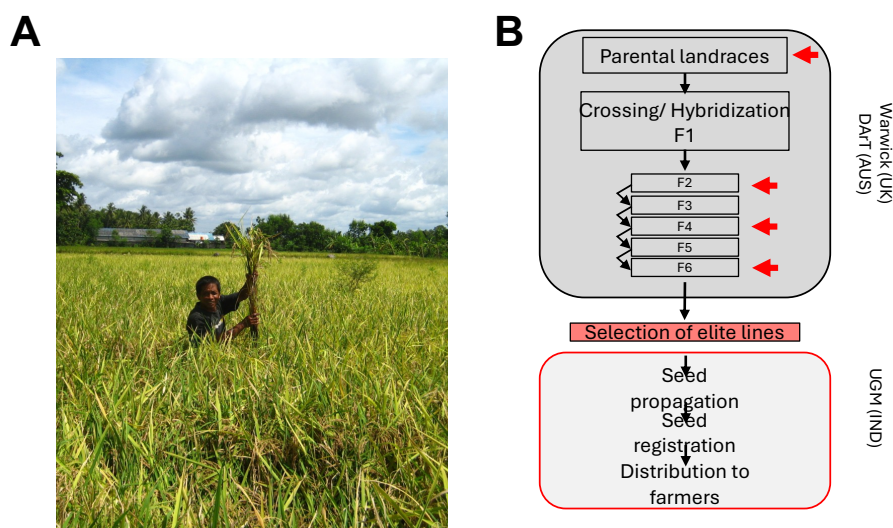 A
B
Parental landraces
Crossing/ Hybridization
F1
F2
F3
F4
F5
F6
Warwick (UK)
DArT (AUS)
Selection of elite lines
Seed
propagation
Seed
registration
Distribution to
farmers
UGM (IND)